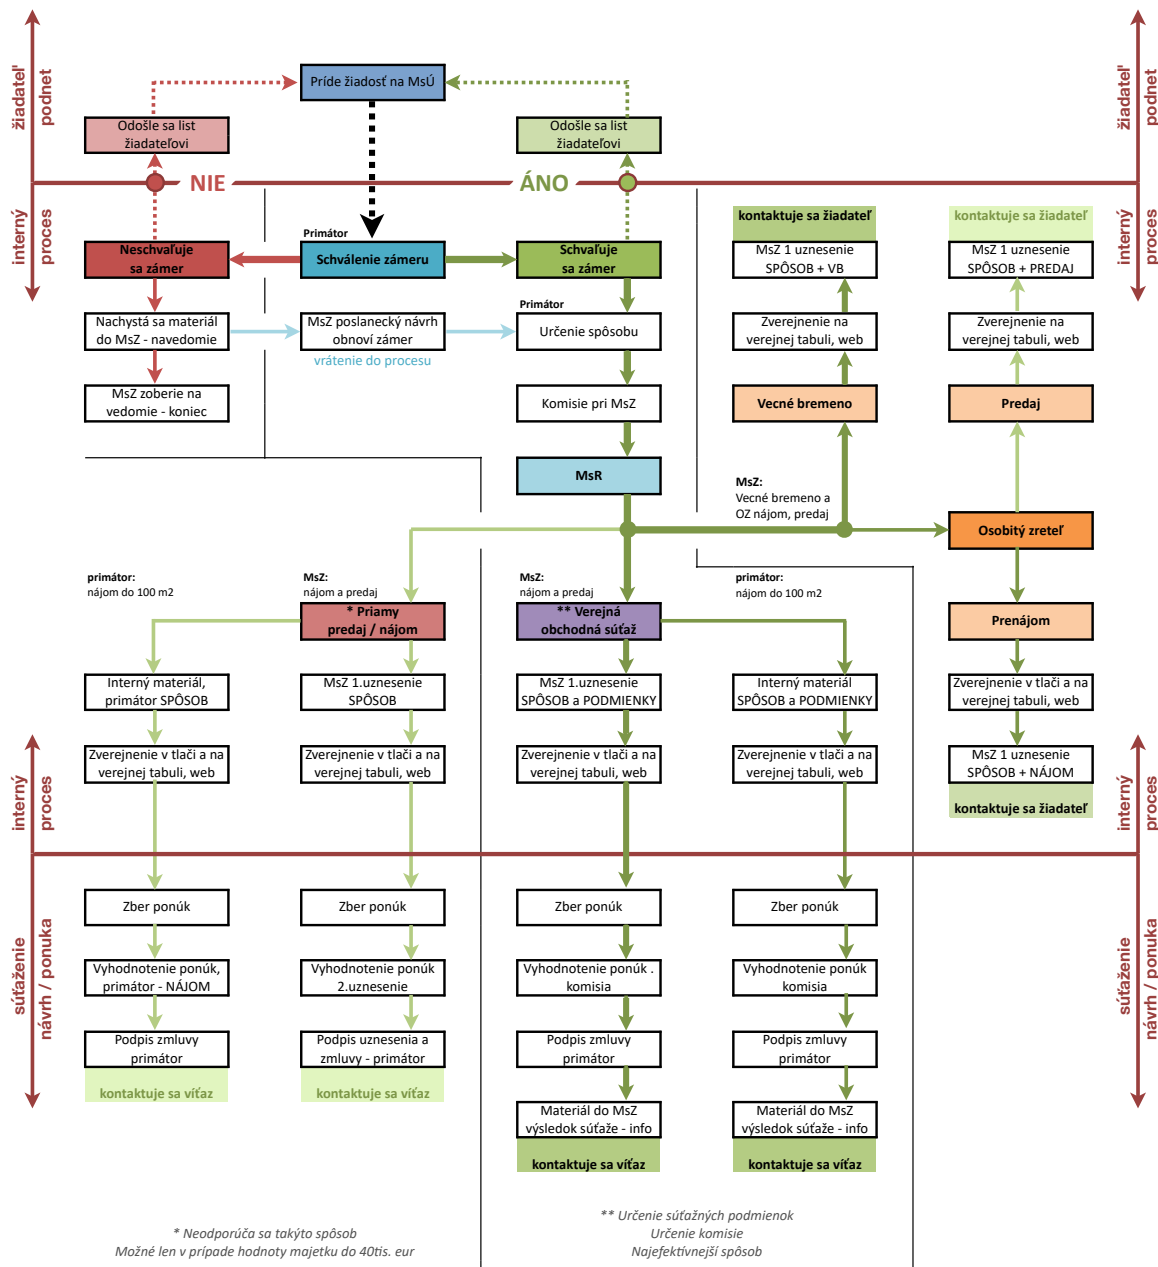 žiadateľ
podnet
žiadateľ
podnet
Príde žiadosť na MsÚ
Odošle sa list
žiadateľovi
Odošle sa list
žiadateľovi
NIE
ÁNO
interný
proces
interný
proces
kontaktuje sa žiadateľ
kontaktuje sa žiadateľ
Primátor
Neschvaľuje
sa zámer
Schválenie zámeru
Schvaľuje
sa zámer
MsZ 1 uznesenie
SPÔSOB + VB
MsZ 1 uznesenie
SPÔSOB + PREDAJ
Primátor
Nachystá sa materiál
do MsZ - navedomie
MsZ poslanecký návrh
obnoví zámer
vrátenie do procesu
Určenie spôsobu
Zverejnenie na
verejnej tabuli, web
Zverejnenie na
verejnej tabuli, web
MsZ zoberie na
vedomie - koniec
Komisie pri MsZ
Vecné bremeno
Predaj
MsR
MsZ:
Vecné bremeno a
OZ nájom, predaj
Osobitý zreteľ
primátor:
nájom do 100 m2
MsZ:
nájom a predaj
MsZ:
nájom a predaj
primátor:
nájom do 100 m2
* Priamy
predaj / nájom
** Verejná
obchodná súťaž
Prenájom
Interný materiál,
primátor SPÔSOB
MsZ 1.uznesenie
SPÔSOB
MsZ 1.uznesenie
SPÔSOB a PODMIENKY
Interný materiál
SPÔSOB a PODMIENKY
Zverejnenie v tlači a na
verejnej tabuli, web
Zverejnenie v tlači a na
verejnej tabuli, web
Zverejnenie v tlači a na
verejnej tabuli, web
Zverejnenie v tlači a na
verejnej tabuli, web
Zverejnenie v tlači a na
verejnej tabuli, web
MsZ 1 uznesenie
SPÔSOB + NÁJOM
kontaktuje sa žiadateľ
interný
proces
interný
proces
súťaženie
návrh / ponuka
súťaženie
návrh / ponuka
Zber ponúk
Zber ponúk
Zber ponúk
Zber ponúk
Vyhodnotenie ponúk,
primátor - NÁJOM
Vyhodnotenie ponúk
2.uznesenie
Vyhodnotenie ponúk .
komisia
Vyhodnotenie ponúk
komisia
Podpis zmluvy
primátor
Podpis uznesenia a
zmluvy - primátor
Podpis zmluvy
primátor
Podpis zmluvy
primátor
kontaktuje sa víťaz
kontaktuje sa víťaz
Materiál do MsZ
výsledok súťaže - info
Materiál do MsZ
výsledok súťaže - info
kontaktuje sa víťaz
kontaktuje sa víťaz
* Neodporúča sa takýto spôsob
Možné len v prípade hodnoty majetku do 40tis. eur
** Určenie súťažných podmienok
Určenie komisie
Najefektívnejší spôsob